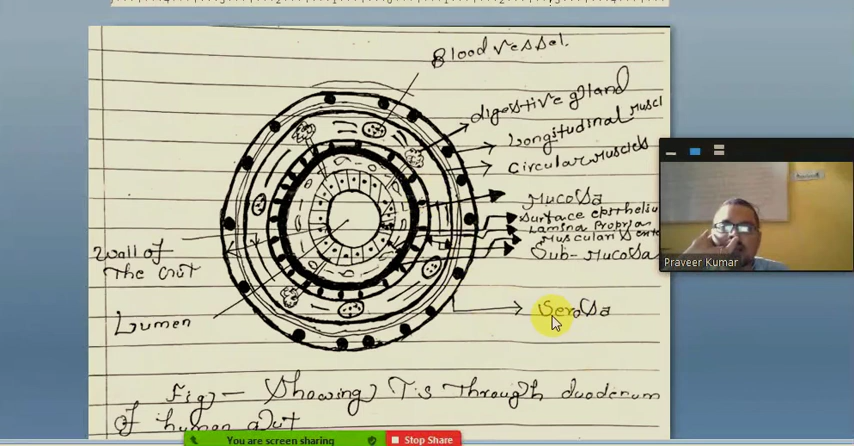 Blood vessel.
digestive gland
Longitudinal Muscl
Circular Muscles
Mucosa
Surface epitheliu
Lamina Propria
Sub-Mucosa
Wall of
The Gut
Lumen
Serosa
Fig - Showing T.S Through duodenum
Of human Gut
Praveer Kumar
You are screen sharing
Stop Share